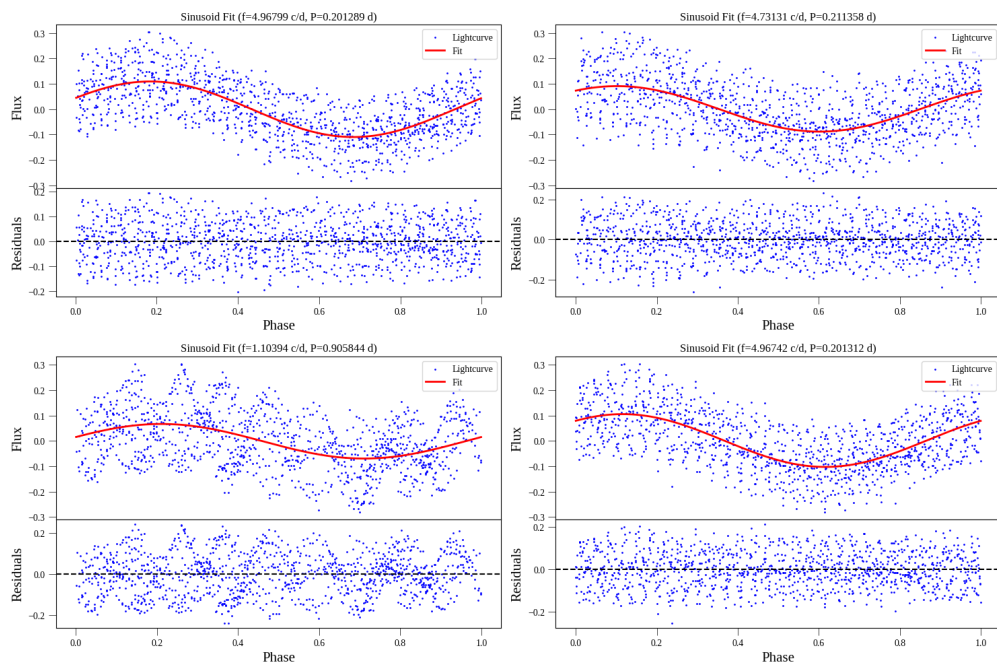 Sinusoid Fit (f=4.96799 c/d, P=0.201289 d)
Flux
0.3
0.2
0.1
0.0
−0.1
−0.2
−0.3
Lightcurve
Fit
Residuals
0.2
0.1
0.0
−0.1
−0.2
0.0 0.2 0.4 0.6 0.8 1.0
Phase
Sinusoid Fit (f=4.73131 c/d, P=0.211358 d)
Flux
0.3
0.2
0.1
0.0
−0.1
−0.2
−0.3
Lightcurve
Fit
Residuals
0.2
0.0
−0.2
0.0 0.2 0.4 0.6 0.8 1.0
Phase
Sinusoid Fit (f=1.10394 c/d, P=0.905844 d)
Flux
0.3
0.2
0.1
0.0
−0.1
−0.2
−0.3
Lightcurve
Fit
Residuals
0.2
0.0
−0.2
0.0 0.2 0.4 0.6 0.8 1.0
Phase
Sinusoid Fit (f=4.96742 c/d, P=0.201312 d)
Flux
0.3
0.2
0.1
0.0
−0.1
−0.2
−0.3
Lightcurve
Fit
Residuals
0.2
0.0
−0.2
0.0 0.2 0.4 0.6 0.8 1.0
Phase